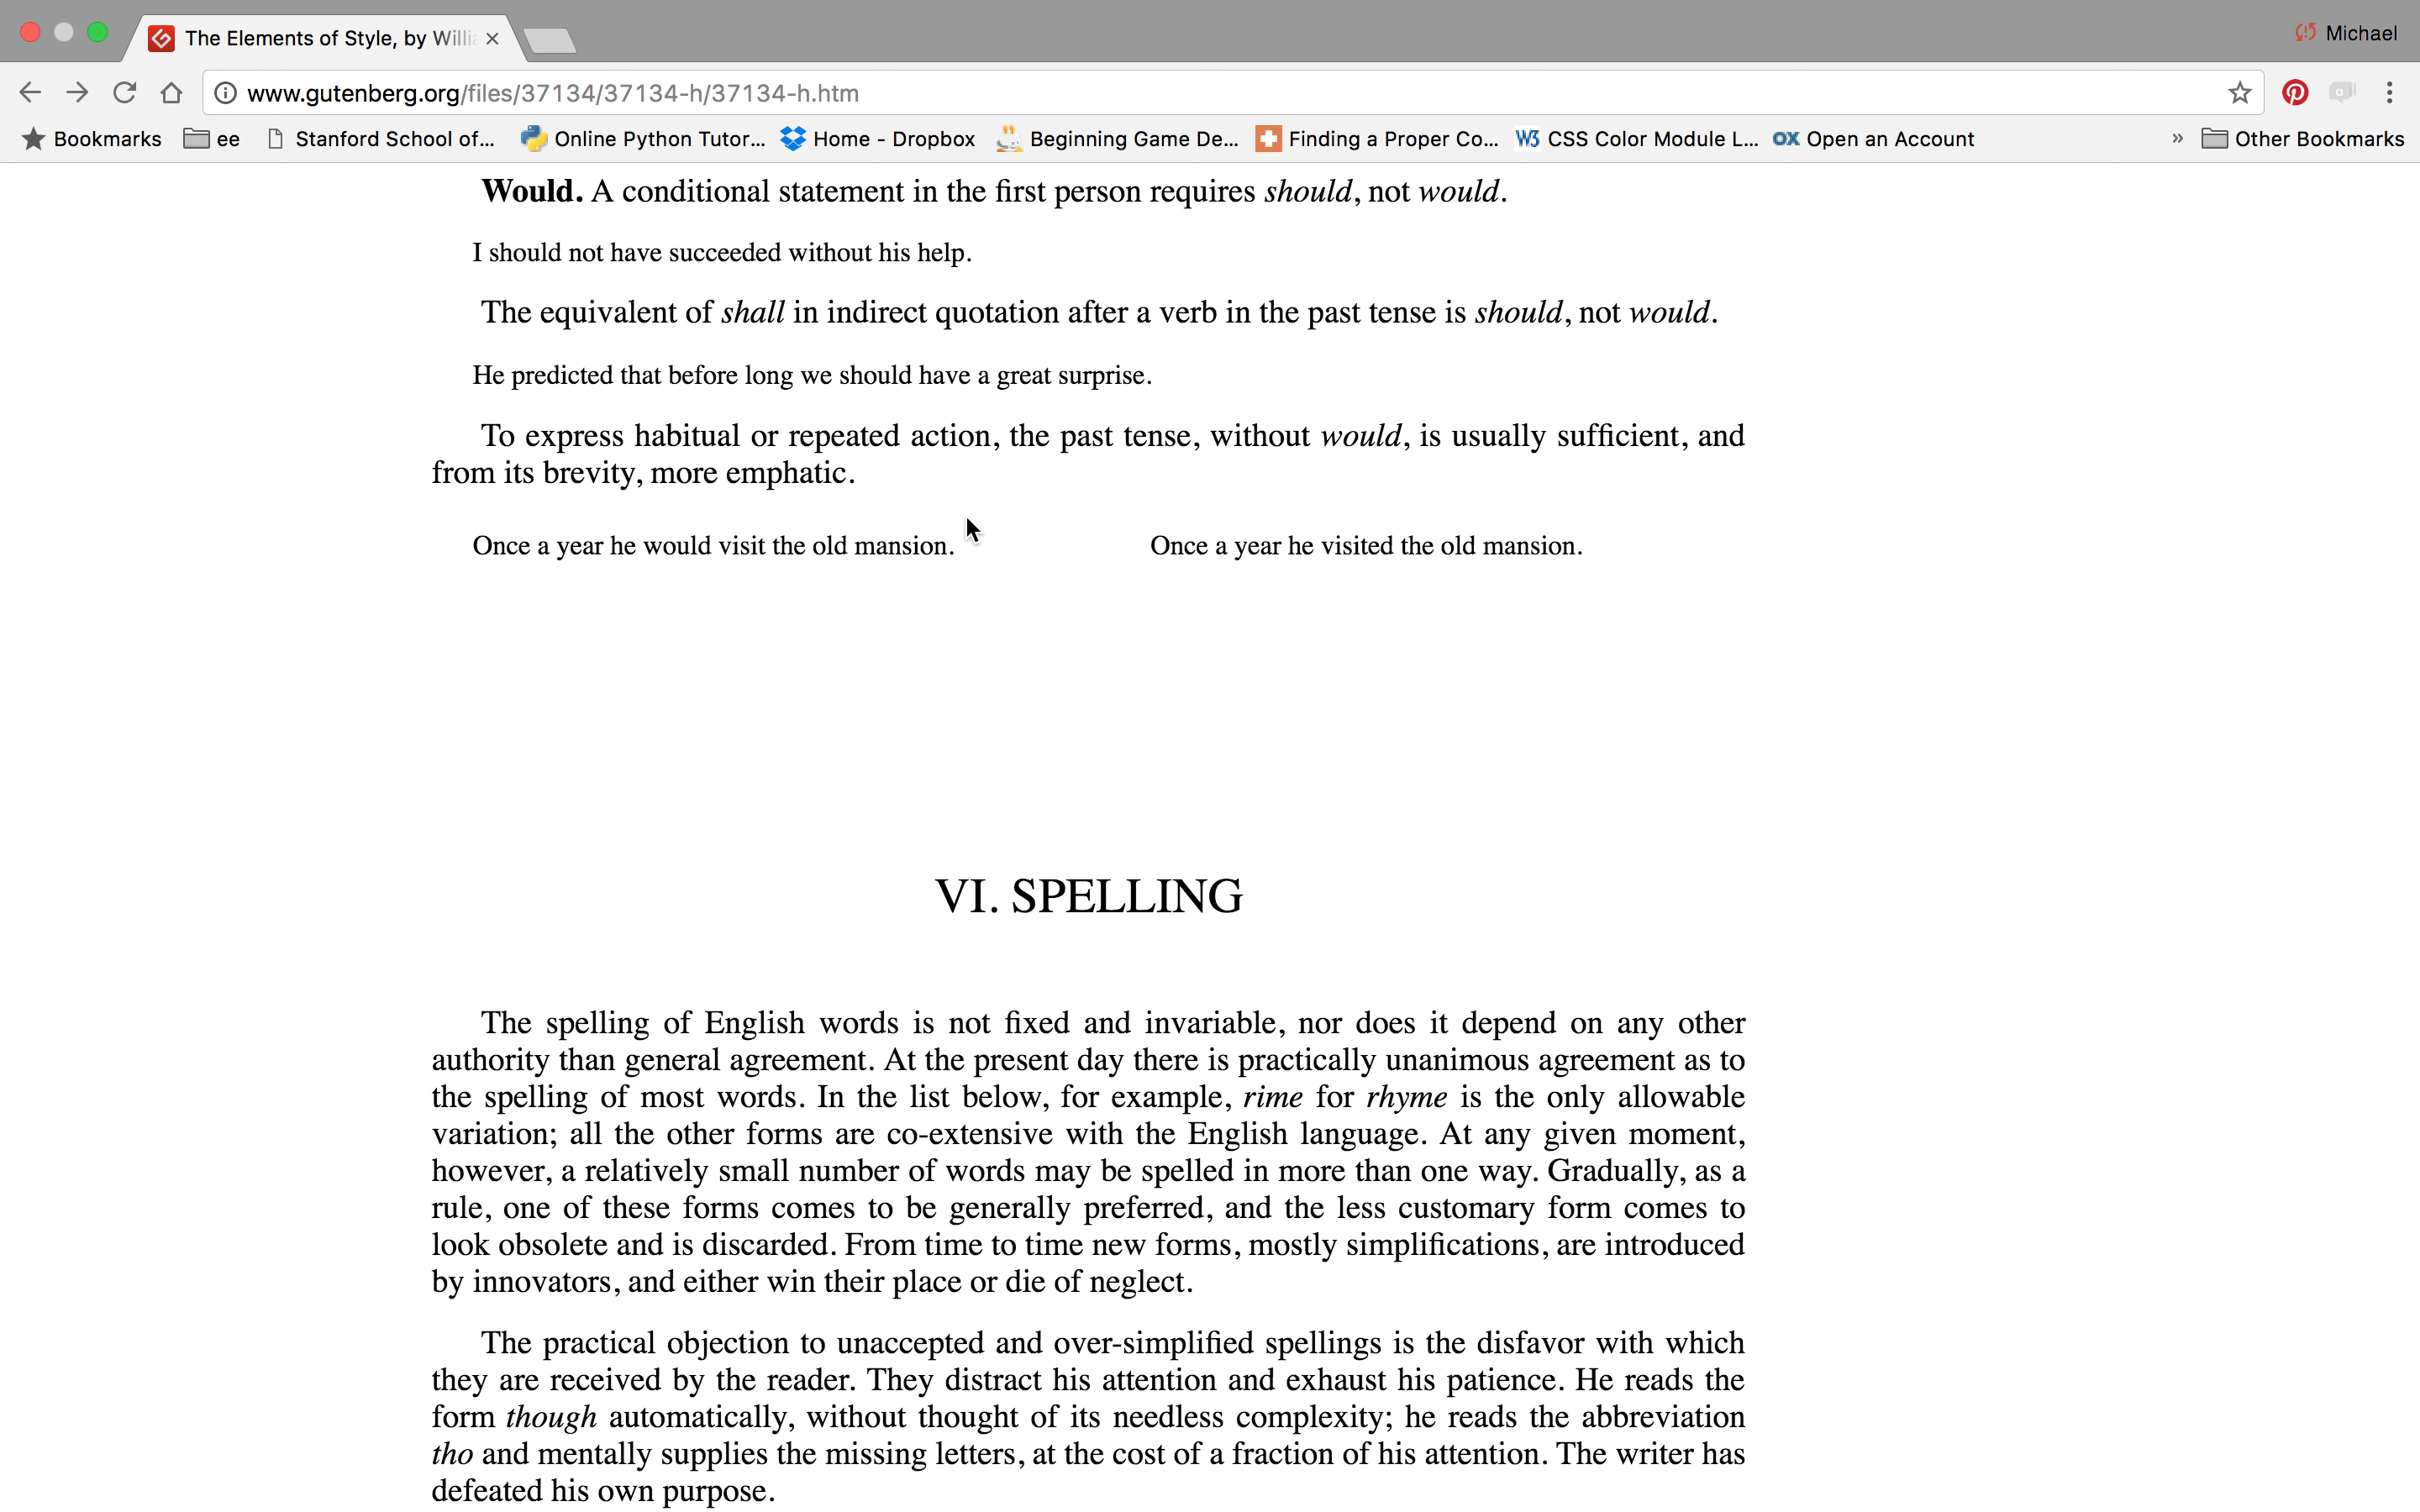 The Elements of Style, by Willi
Michael
www.gutenberg.org/files/37134/37134-h/37134-h.htm
Bookmarks ee Stanford School of... Online Python Tutor... Home - Dropbox Beginning Game De... Finding a Proper Co... W3 CSS Color Module L... OX Open an Account » Other Bookmarks
Would. A conditional statement in the first person requires should, not would.
I should not have succeeded without his help.
The equivalent of shall in indirect quotation after a verb in the past tense is should, not would.
He predicted that before long we should have a great surprise.
To express habitual or repeated action, the past tense, without would, is usually sufficient, and
from its brevity, more emphatic.
Once a year he would visit the old mansion. Once a year he visited the old mansion.
VI. SPELLING
The spelling of English words is not fixed and invariable, nor does it depend on any other
authority than general agreement. At the present day there is practically unanimous agreement as to
the spelling of most words. In the list below, for example, rime for rhyme is the only allowable
variation; all the other forms are co-extensive with the English language. At any given moment,
however, a relatively small number of words may be spelled in more than one way. Gradually, as a
rule, one of these forms comes to be generally preferred, and the less customary form comes to
look obsolete and is discarded. From time to time new forms, mostly simplifications, are introduced
by innovators, and either win their place or die of neglect.
The practical objection to unaccepted and over-simplified spellings is the disfavor with which
they are received by the reader. They distract his attention and exhaust his patience. He reads the
form though automatically, without thought of its needless complexity; he reads the abbreviation
tho and mentally supplies the missing letters, at the cost of a fraction of his attention. The writer has
defeated his own purpose.